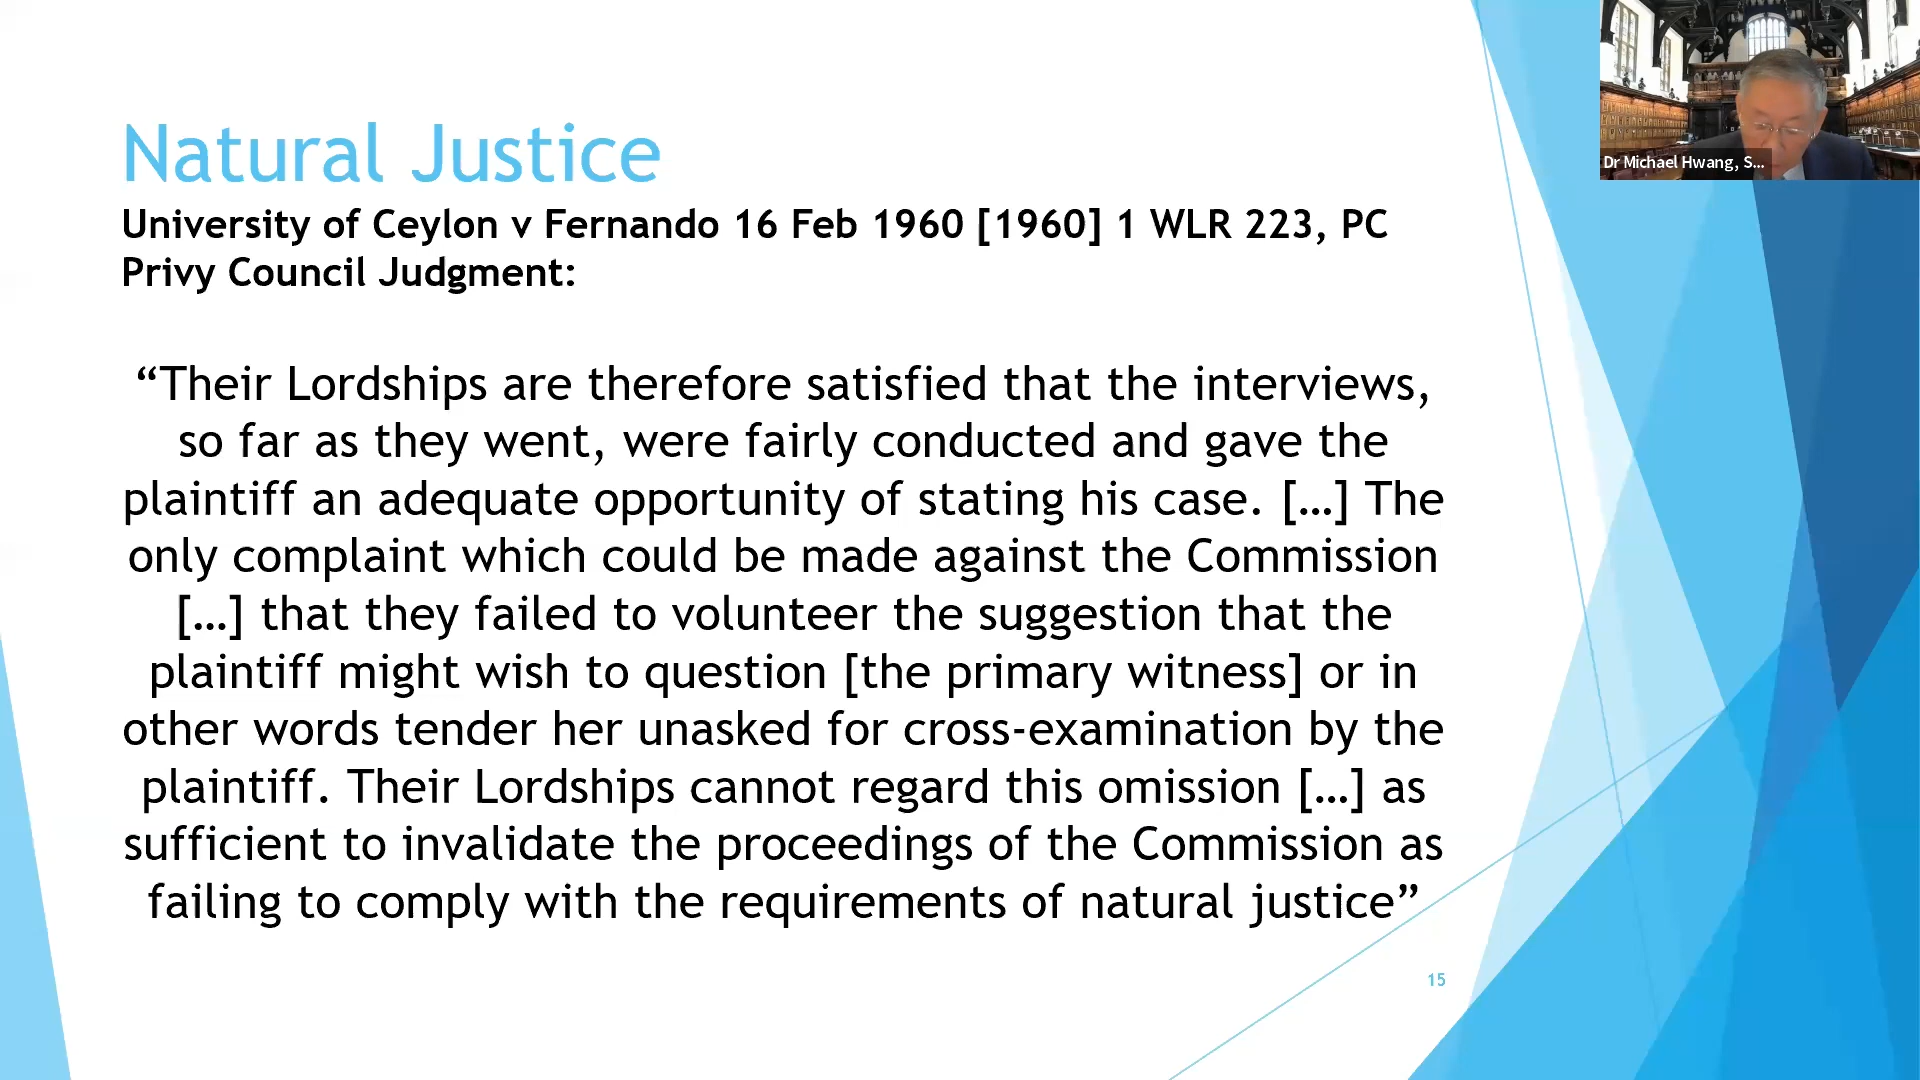 Natural Justice
University of Ceylon v Fernando 16 Feb 1960 [1960] 1 WLR 223, PC
Privy Council Judgment:
“Their Lordships are therefore satisfied that the interviews,
so far as they went, were fairly conducted and gave the
plaintiff an adequate opportunity of stating his case. […] The
only complaint which could be made against the Commission
[…] that they failed to volunteer the suggestion that the
plaintiff might wish to question [the primary witness] or in
other words tender her unasked for cross-examination by the
plaintiff. Their Lordships cannot regard this omission […] as
sufficient to invalidate the proceedings of the Commission as
failing to comply with the requirements of natural justice”
15
Dr Michael Hwang, S...